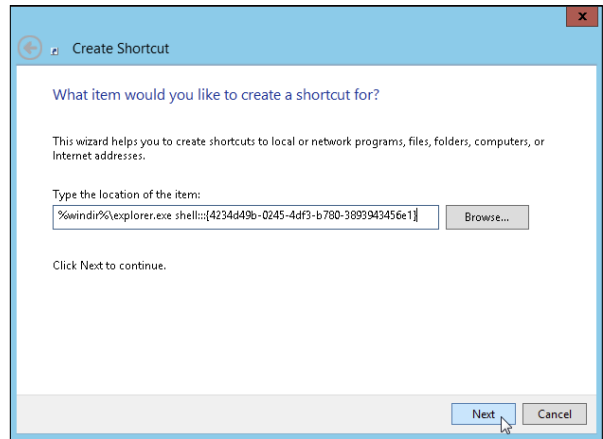 Create Shortcut
What item would you like to create a shortcut for?
This wizard helps you to create shortcuts to local or network programs, files, folders, computers, or
Internet addresses.
Type the location of the item:
%windir%\explorer.exe shell:::{4234d49b-0245-4df3-b780-3893943456e1}
Browse...
Click Next to continue.
Next
Cancel